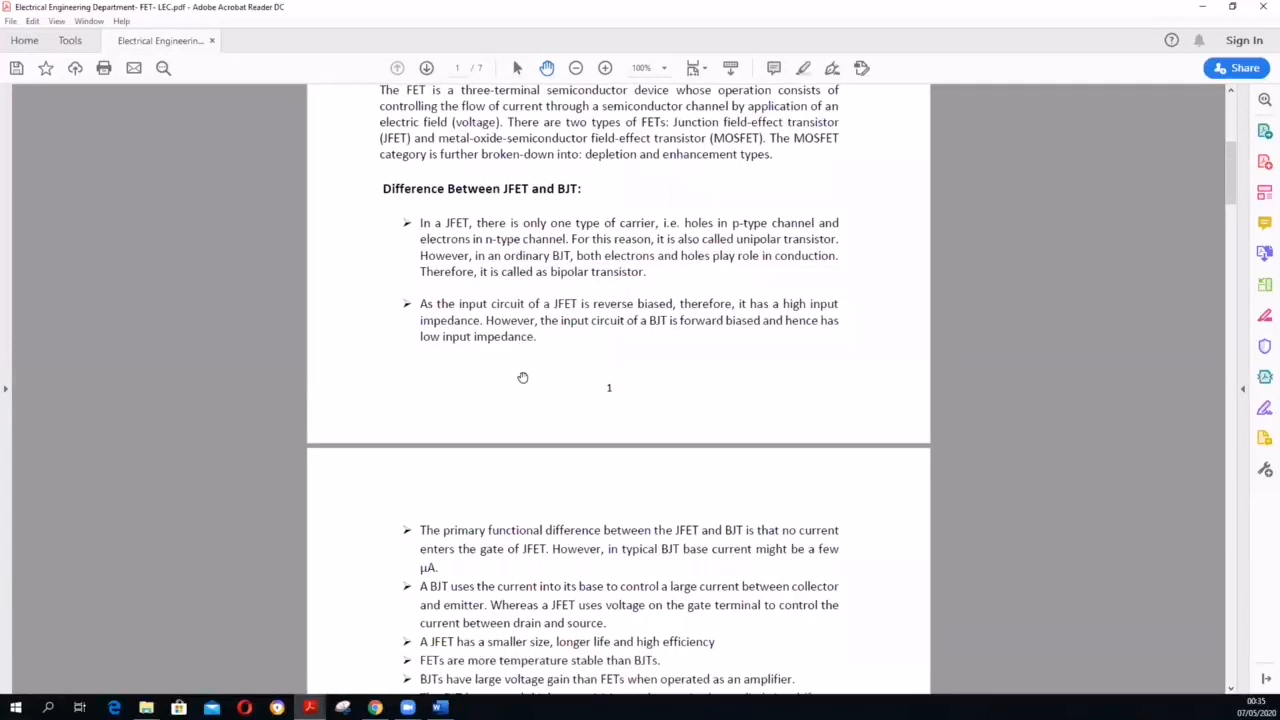 Electrical Engineering Department- FET- LEC.pdf - Adobe Acrobat Reader DC
File Edit View Window Help
Home Tools Electrical Engineerin... ×
Sign In
1 / 7 100%
Share
The FET is a three-terminal semiconductor device whose operation consists of
controlling the flow of current through a semiconductor channel by application of an
electric field (voltage). There are two types of FETs: Junction field-effect transistor
(JFET) and metal-oxide-semiconductor field-effect transistor (MOSFET). The MOSFET
category is further broken-down into: depletion and enhancement types.
Difference Between JFET and BJT:
In a JFET, there is only one type of carrier, i.e. holes in p-type channel and
electrons in n-type channel. For this reason, it is also called unipolar transistor.
However, in an ordinary BJT, both electrons and holes play role in conduction.
Therefore, it is called as bipolar transistor.
As the input circuit of a JFET is reverse biased, therefore, it has a high input
impedance. However, the input circuit of a BJT is forward biased and hence has
low input impedance.
1
The primary functional difference between the JFET and BJT is that no current
enters the gate of JFET. However, in typical BJT base current might be a few
µA.
A BJT uses the current into its base to control a large current between collector
and emitter. Whereas a JFET uses voltage on the gate terminal to control the
current between drain and source.
A JFET has a smaller size, longer life and high efficiency
FETs are more temperature stable than BJTs.
BJTs have large voltage gain than FETs when operated as an amplifier.
00:35
07/05/2020